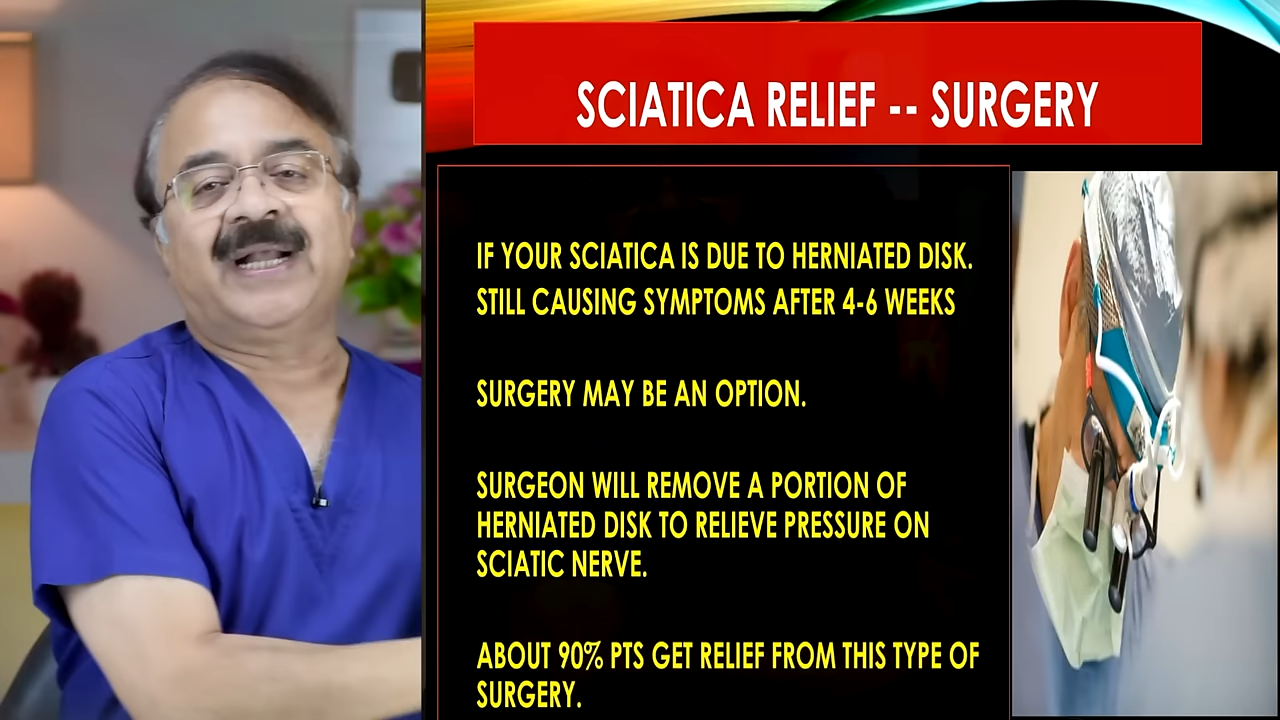 SCIATICA RELIEF -- SURGERY
IF YOUR SCIATICA IS DUE TO HERNIATED DISK.
STILL CAUSING SYMPTOMS AFTER 4-6 WEEKS
SURGERY MAY BE AN OPTION.
SURGEON WILL REMOVE A PORTION OF
HERNIATED DISK TO RELIEVE PRESSURE ON
SCIATIC NERVE.
ABOUT 90% PTS GET RELIEF FROM THIS TYPE OF
SURGERY.